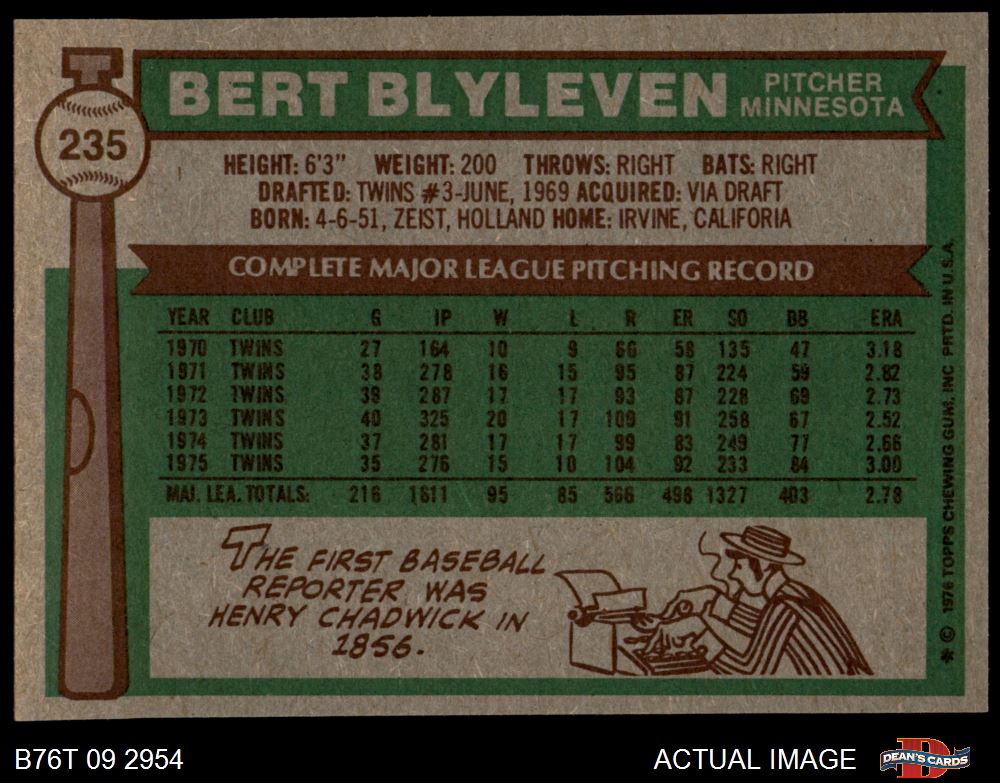 BERT BLYLEVEN
PITCHER
MINNESOTA
235
HEIGHT: 6'3" WEIGHT: 200 THROWS: RIGHT BATS: RIGHT
DRAFTED: TWINS #3-JUNE, 1969 ACQUIRED: VIA DRAFT
BORN: 4-6-51, ZEIST, HOLLAND HOME: IRVINE, CALIFORIA
COMPLETE MAJOR LEAGUE PITCHING RECORD
YEAR CLUB G IP W L R ER SO BB ERA
1970 TWINS 27 164 10 9 66 58 135 47 3.18
1971 TWINS 38 278 16 15 95 87 224 59 2.82
1972 TWINS 39 287 17 17 93 87 228 69 2.73
1973 TWINS 40 325 20 17 109 91 258 67 2.52
1974 TWINS 37 281 17 17 99 83 249 77 2.66
1975 TWINS 35 276 15 10 104 92 233 84 3.00
MAJ. LEA. TOTALS: 216 1611 95 85 566 498 1327 403 2.78
THE FIRST BASEBALL
REPORTER WAS
HENRY CHADWICK IN
1856.
* © 1976 TOPPS CHEWING GUM, INC PRTD. IN U.S.A.
B76T 09 2954
ACTUAL IMAGE
DEAN'S CARDS